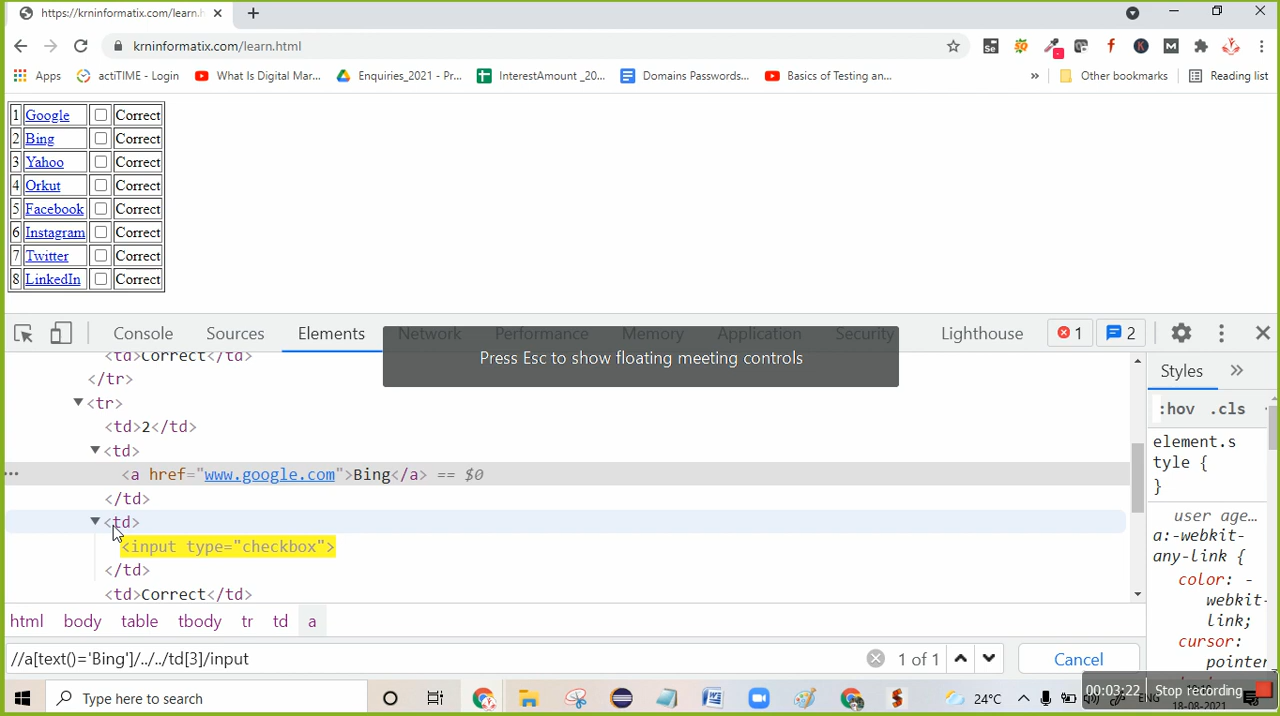 https://krninformatix.com/learn.h
krninformatix.com/learn.html
Apps actiTIME - Login What Is Digital Mar... Enquiries_2021 - Pr... InterestAmount _20... Domains Passwords... Basics of Testing an... » Other bookmarks Reading list
1 Google Correct
2 Bing Correct
3 Yahoo Correct
4 Orkut Correct
5 Facebook Correct
6 Instagram Correct
7 Twitter Correct
8 LinkedIn Correct
Console Sources Elements Network Performance Memory Application Security Lighthouse 1 2
Press Esc to show floating meeting controls
<td>Correct</td>
</tr>
<tr>
<td>2</td>
<td>
<a href="www.google.com">Bing</a> == $0
</td>
<td>
<input type="checkbox">
</td>
<td>Correct</td>
Styles »
:hov .cls
element.s
tyle {
}
user age…
a:-webkit-
any-link {
color: -
webkit-
link;
cursor:
pointer
html body table tbody tr td a
//a[text()='Bing']/../../td[3]/input 1 of 1 Cancel
Type here to search 24°C ENG
00:03:22 Stop recording
18-08-2021